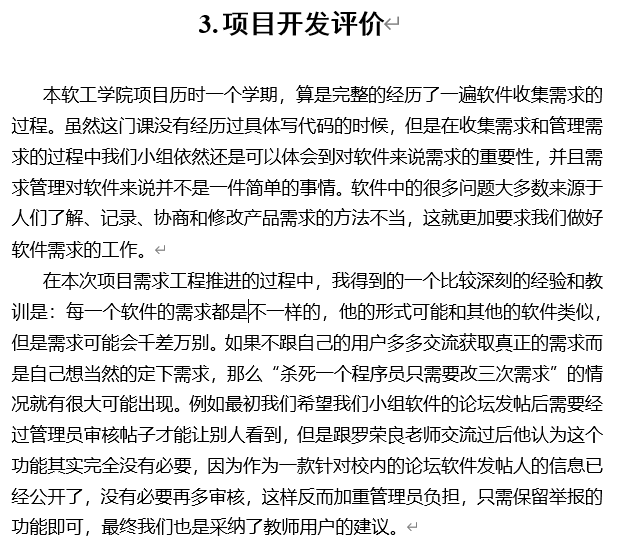 3.项目开发评价
本软工学院项目历时一个学期，算是完整的经历了一遍软件收集需求的
过程。虽然这门课没有经历过具体写代码的时候，但是在收集需求和管理需
求的过程中我们小组依然还是可以体会到对软件来说需求的重要性，并且需
求管理对软件来说并不是一件简单的事情。软件中的很多问题大多数来源于
人们了解、记录、协商和修改产品需求的方法不当，这就更加要求我们做好
软件需求的工作。
在本次项目需求工程推进的过程中，我得到的一个比较深刻的经验和教
训是：每一个软件的需求都是不一样的，他的形式可能和其他的软件类似，
但是需求可能会千差万别。如果不跟自己的用户多多交流获取真正的需求而
是自己想当然的定下需求，那么“杀死一个程序员只需要改三次需求”的情
况就有很大可能出现。例如最初我们希望我们小组软件的论坛发帖后需要经
过管理员审核帖子才能让别人看到，但是跟罗荣良老师交流过后他认为这个
功能其实完全没有必要，因为作为一款针对校内的论坛软件发帖人的信息已
经公开了，没有必要再多审核，这样反而加重管理员负担，只需保留举报的
功能即可，最终我们也是采纳了教师用户的建议。